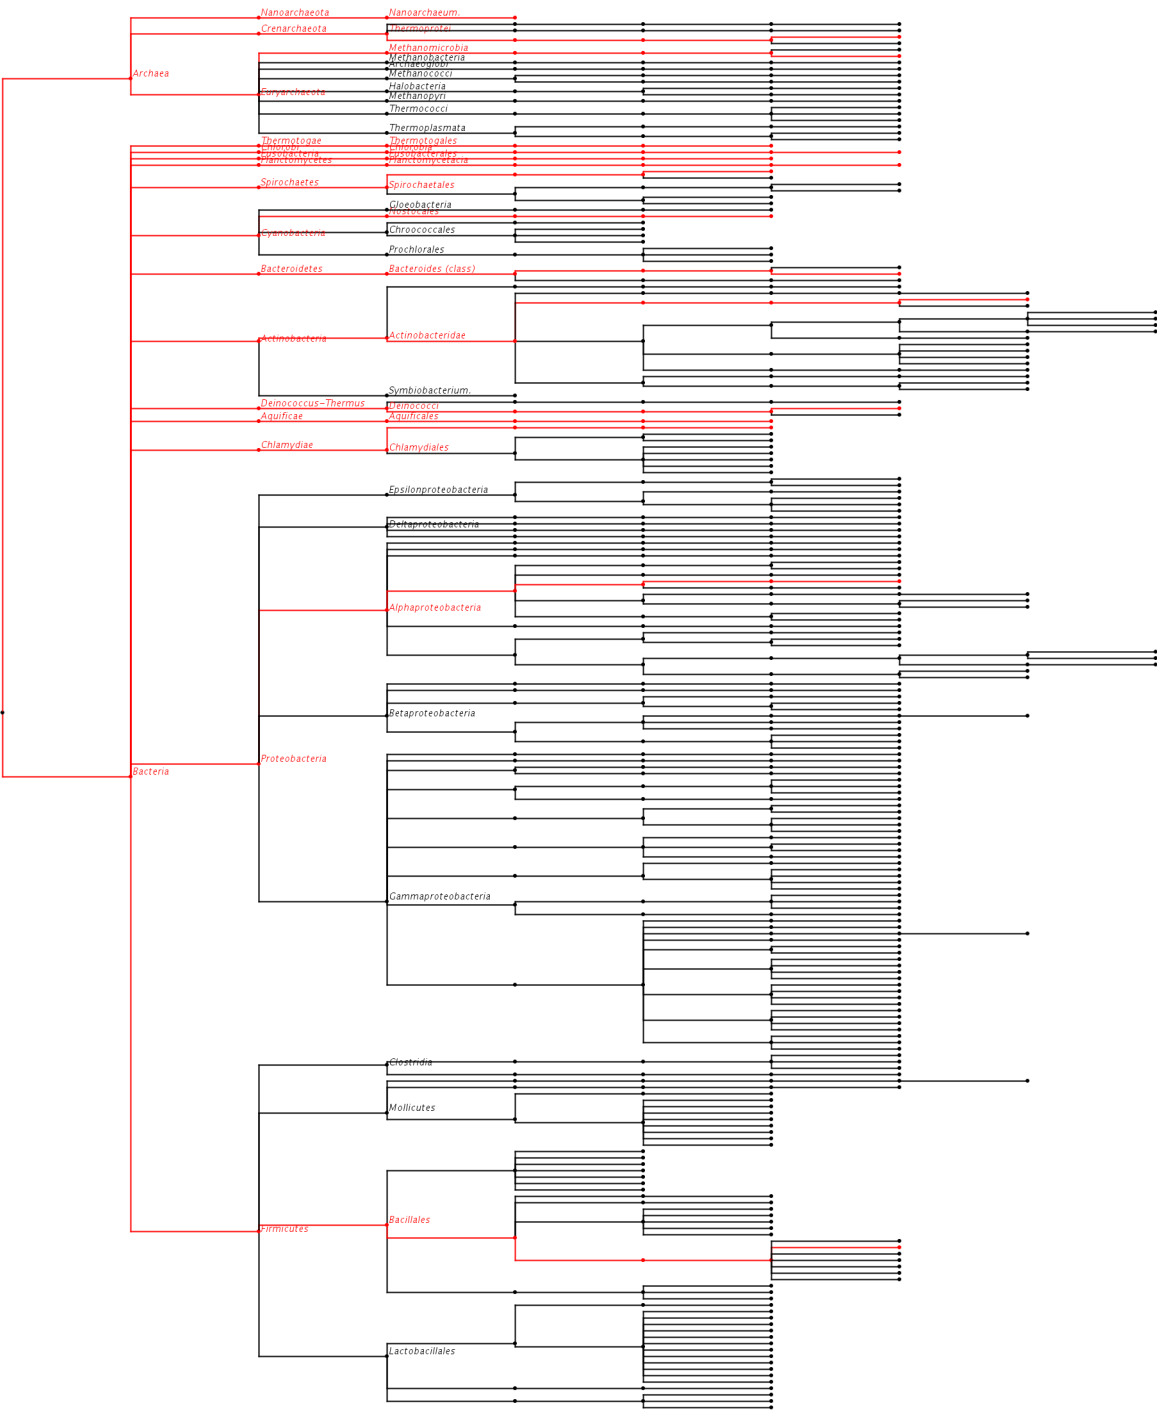 Nanoarchaeota Nanoarchaeum.
Crenarchaeota Thermoprotei
Methanomicrobia
Methanobacteria
Archaeoglobi
Archaea Methanococci
Halobacteria
Euryarchaeota Methanopyri
Thermococci
Thermoplasmata
Thermotogae Thermotogales
Chlorobi Chlorobia
Fusobacteria Fusobacterales
Planctomycetes Planctomycetacia
Spirochaetes Spirochaetales
Gloeobacteria
Nostocales
Cyanobacteria Chroococcales
Prochlorales
Bacteroidetes Bacteroides (class)
Actinobacteria Actinobacteridae
Symbiobacterium.
Deinococcus-Thermus Deinococci
Aquificae Aquificales
Chlamydiae Chlamydiales
Epsilonproteobacteria
Deltaproteobacteria
Alphaproteobacteria
Betaproteobacteria
Proteobacteria
Bacteria
Gammaproteobacteria
Clostridia
Mollicutes
Bacillales
Firmicutes
Lactobacillales